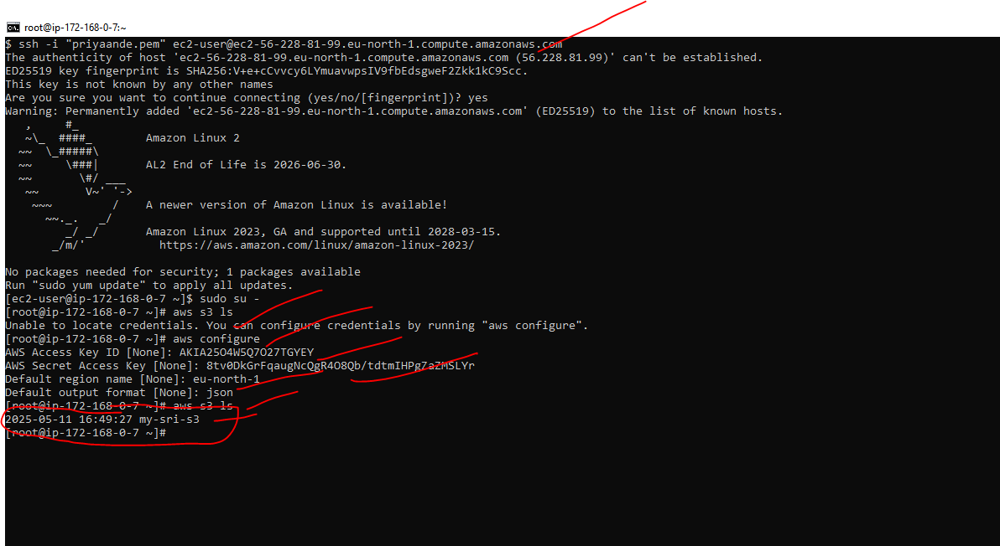 root@ip-172-168-0-7:~
$ ssh -i "priyaande.pem" ec2-user@ec2-56-228-81-99.eu-north-1.compute.amazonaws.com
The authenticity of host 'ec2-56-228-81-99.eu-north-1.compute.amazonaws.com (56.228.81.99)' can't be established.
ED25519 key fingerprint is SHA256:V+e+cCvvcy6LYmuavwpsIV9fbEdsgweF2Zkk1kC9Scc.
This key is not known by any other names
Are you sure you want to continue connecting (yes/no/[fingerprint])? yes
Warning: Permanently added 'ec2-56-228-81-99.eu-north-1.compute.amazonaws.com' (ED25519) to the list of known hosts.
   ,     #_
   ~\_  ####_        Amazon Linux 2
  ~~  \_#####\
  ~~     \###|       AL2 End of Life is 2026-06-30.
  ~~       \#/ ___
   ~~       V~' '->
    ~~~         /    A newer version of Amazon Linux is available!
      ~~._.   _/
         _/ _/       Amazon Linux 2023, GA and supported until 2028-03-15.
       _/m/'           https://aws.amazon.com/linux/amazon-linux-2023/
No packages needed for security; 1 packages available
Run "sudo yum update" to apply all updates.
[ec2-user@ip-172-168-0-7 ~]$ sudo su -
[root@ip-172-168-0-7 ~]# aws s3 ls
Unable to locate credentials. You can configure credentials by running "aws configure".
[root@ip-172-168-0-7 ~]# aws configure
AWS Access Key ID [None]: AKIA25O4W5Q7O27TGYEY
AWS Secret Access Key [None]:
Default region name [None]: eu-north-1
Default output format [None]: json
[root@ip-172-168-0-7 ~]# aws s3 ls
2025-05-11 16:49:27 my-sri-s3
[root@ip-172-168-0-7 ~]#